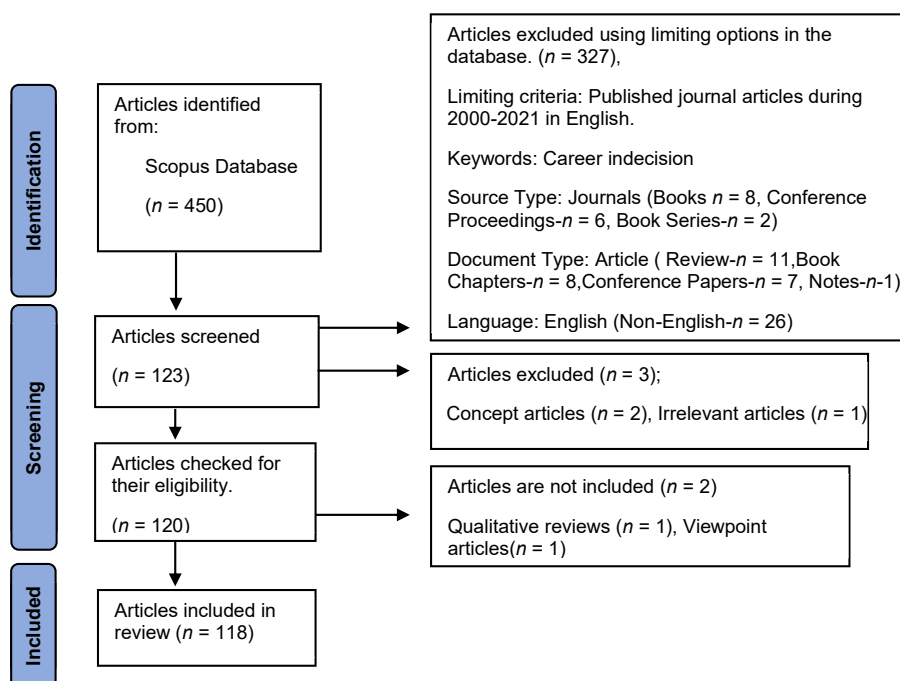 Identification
Articles identified
from:
Scopus Database
(n = 450)
Articles excluded using limiting options in the
database. (n = 327),
Limiting criteria: Published journal articles during
2000-2021 in English.
Keywords: Career indecision
Source Type: Journals (Books n = 8, Conference
Proceedings-n = 6, Book Series-n = 2)
Document Type: Article ( Review-n = 11,Book
Chapters-n = 8,Conference Papers-n = 7, Notes-n-1)
Language: English (Non-English-n = 26)
Screening
Articles screened
(n = 123)
Articles excluded (n = 3);
Concept articles (n = 2), Irrelevant articles (n = 1)
Articles checked for
their eligibility.
(n = 120)
Articles are not included (n = 2)
Qualitative reviews (n = 1), Viewpoint
articles(n = 1)
Included
Articles included in
review (n = 118)